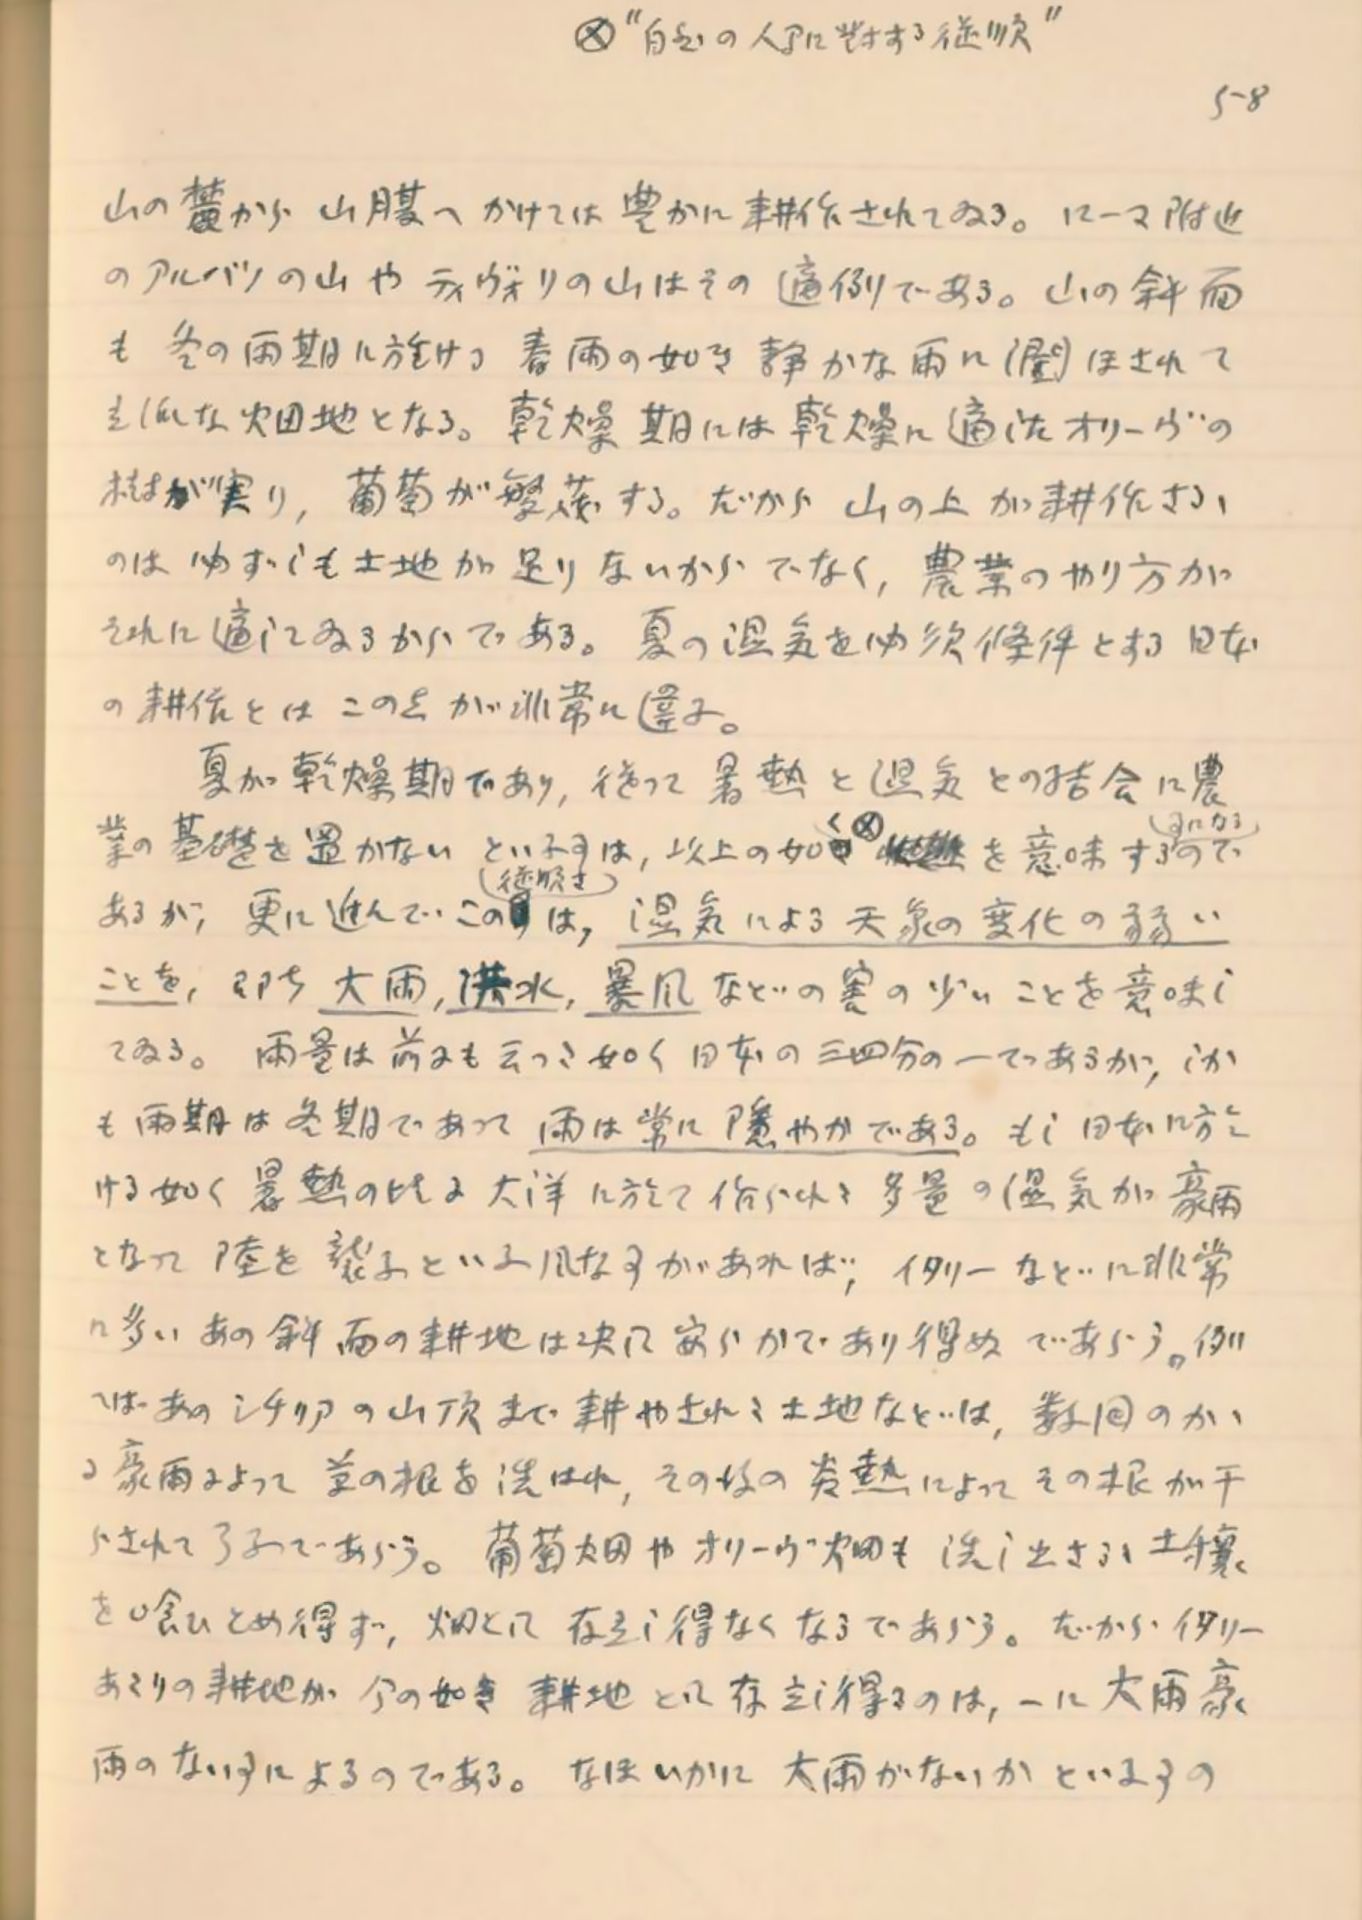 ⊗"自然の人間に対する従順"
5-8
山の麓から山腹へかけては豊かに耕作されてゐる。ローマ附近
のアルバノの山やティヴォリの山はその適例である。山の斜面
も冬の雨期に於ける春雨の如き静かな雨に潤ほされて
立派な畑地となる。乾燥期には乾燥に適したオリーヴの
樹が実り, 葡萄が繁茂する。だから山の上が耕作さるゝ
のは必ずしも土地が足りないからでなく, 農業のやり方が
それに適してゐるからである。夏の湿気を必須條件とする日本
の耕作とはこの点が非常に違ふ。
夏が乾燥期であり, 従って暑熱と湿気との結合に農
業の基礎を置かないといふ事は, 以上の如く⊗を意味する事になるので
あるが, 更に進んでこの従順さは, 湿気による天象の変化の弱い
ことを, 即ち大雨, 洪水, 暴風などの害の少いことを意味し
てゐる。雨量は前にも云った如く日本の三四分の一であるが, しか
も雨期は冬期であって雨は常に穏やかである。もし日本に於
ける如く暑熱の比る大洋に於て作られた多量の湿気が豪雨
となって陸を襲ふといふ風な事があれば, イタリーなどに非常
に多いあの斜面の耕地は決して安らかであり得ぬであらう。例
へばあのシチリアの山頂まで耕やされた土地などは, 数回のかゝ
る豪雨によって草の根を洗はれ, その後の炎熱によってその根が干
らされて了ふであらう。葡萄畑やオリーヴ畑も洗し出さるゝ土壌
を喰ひとめ得ず, 畑として存立し得なくなるであらう。だからイタリー
あたりの耕地が今の如き耕地として存立し得るのは, 一に大雨豪
雨のない事によるのである。なほいかに大雨がないかといふ事の